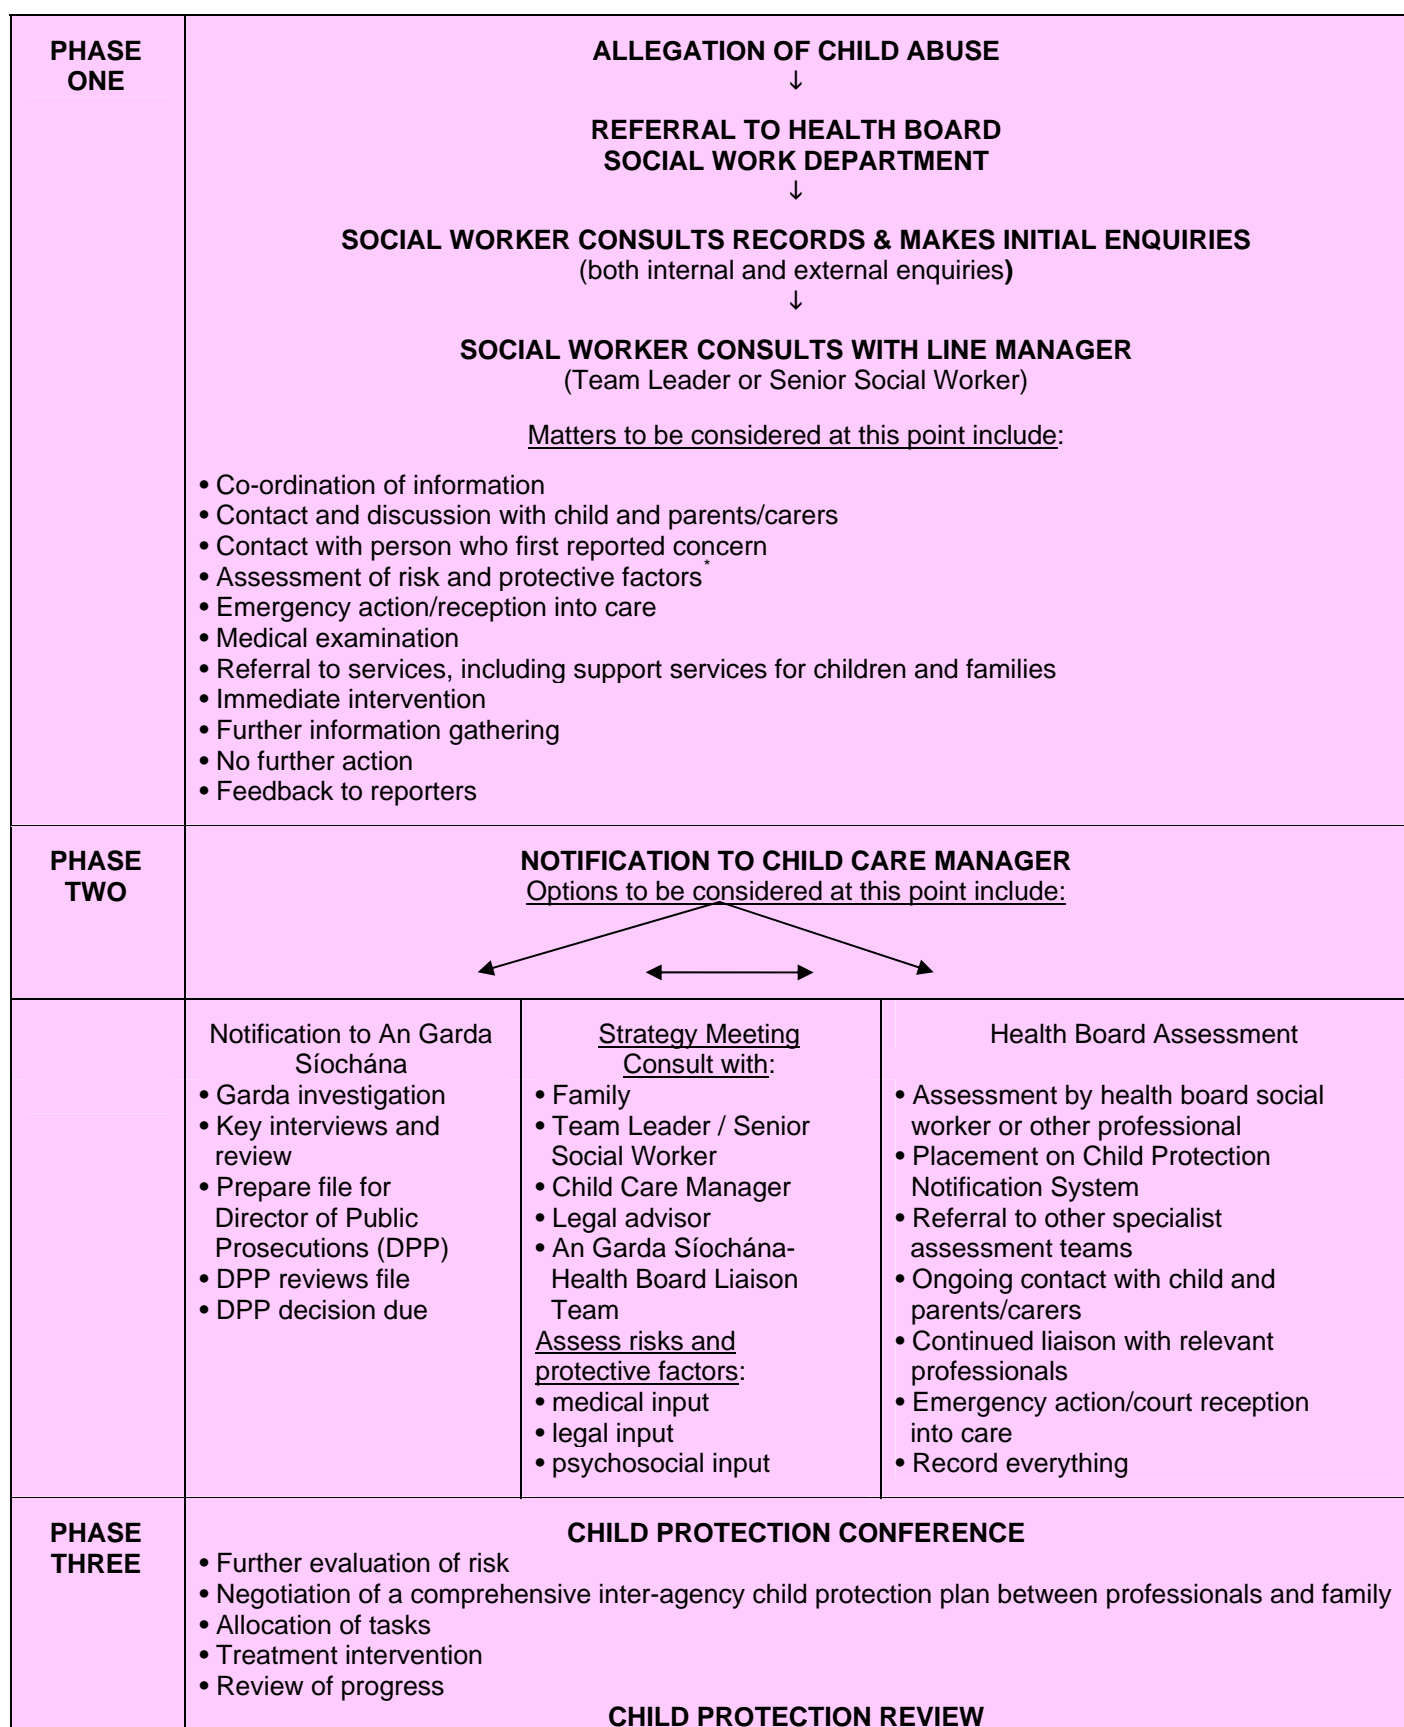 PHASE
ONE
ALLEGATION OF CHILD ABUSE
↓
REFERRAL TO HEALTH BOARD
SOCIAL WORK DEPARTMENT
↓
SOCIAL WORKER CONSULTS RECORDS & MAKES INITIAL ENQUIRIES
(both internal and external enquiries)
↓
SOCIAL WORKER CONSULTS WITH LINE MANAGER
(Team Leader or Senior Social Worker)
Matters to be considered at this point include:
• Co-ordination of information
• Contact and discussion with child and parents/carers
• Contact with person who first reported concern
• Assessment of risk and protective factors*
• Emergency action/reception into care
• Medical examination
• Referral to services, including support services for children and families
• Immediate intervention
• Further information gathering
• No further action
• Feedback to reporters
PHASE
TWO
NOTIFICATION TO CHILD CARE MANAGER
Options to be considered at this point include:
Notification to An Garda
Síochána
• Garda investigation
• Key interviews and
review
• Prepare file for
Director of Public
Prosecutions (DPP)
• DPP reviews file
• DPP decision due
Strategy Meeting
Consult with:
• Family
• Team Leader / Senior
Social Worker
• Child Care Manager
• Legal advisor
• An Garda Síochána-
Health Board Liaison
Team
Assess risks and
protective factors:
• medical input
• legal input
• psychosocial input
Health Board Assessment
• Assessment by health board social
worker or other professional
• Placement on Child Protection
Notification System
• Referral to other specialist
assessment teams
• Ongoing contact with child and
parents/carers
• Continued liaison with relevant
professionals
• Emergency action/court reception
into care
• Record everything
PHASE
THREE
CHILD PROTECTION CONFERENCE
• Further evaluation of risk
• Negotiation of a comprehensive inter-agency child protection plan between professionals and family
• Allocation of tasks
• Treatment intervention
• Review of progress
CHILD PROTECTION REVIEW